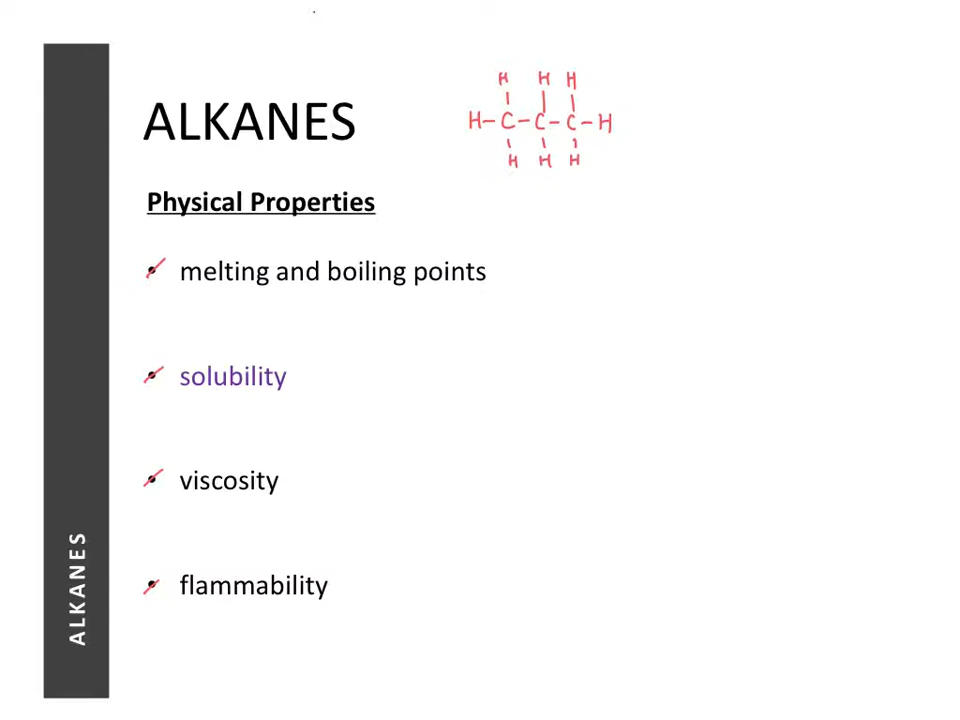 ALKANES
H H H
H-C-C-C-H
H H H
Physical Properties
melting and boiling points
solubility
viscosity
flammability
ALKANES